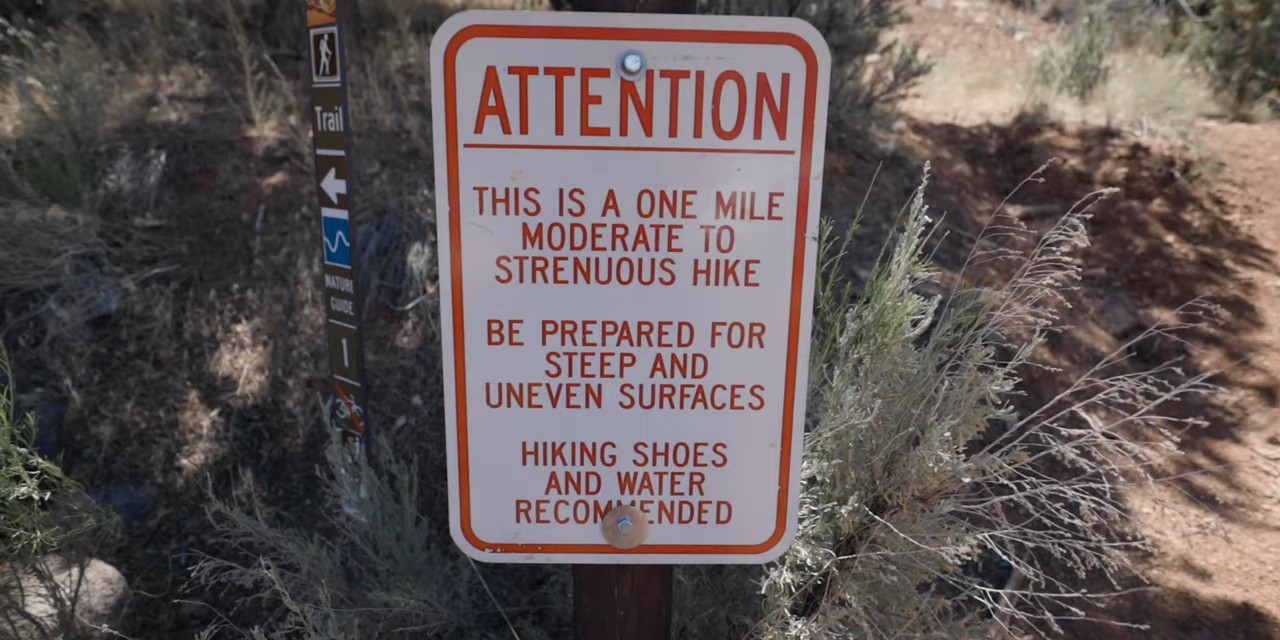 ATTENTION
THIS IS A ONE MILE
MODERATE TO
STRENUOUS HIKE
BE PREPARED FOR
STEEP AND
UNEVEN SURFACES
HIKING SHOES
AND WATER
RECOMMENDED
Trail
NATURE
GUIDE
1